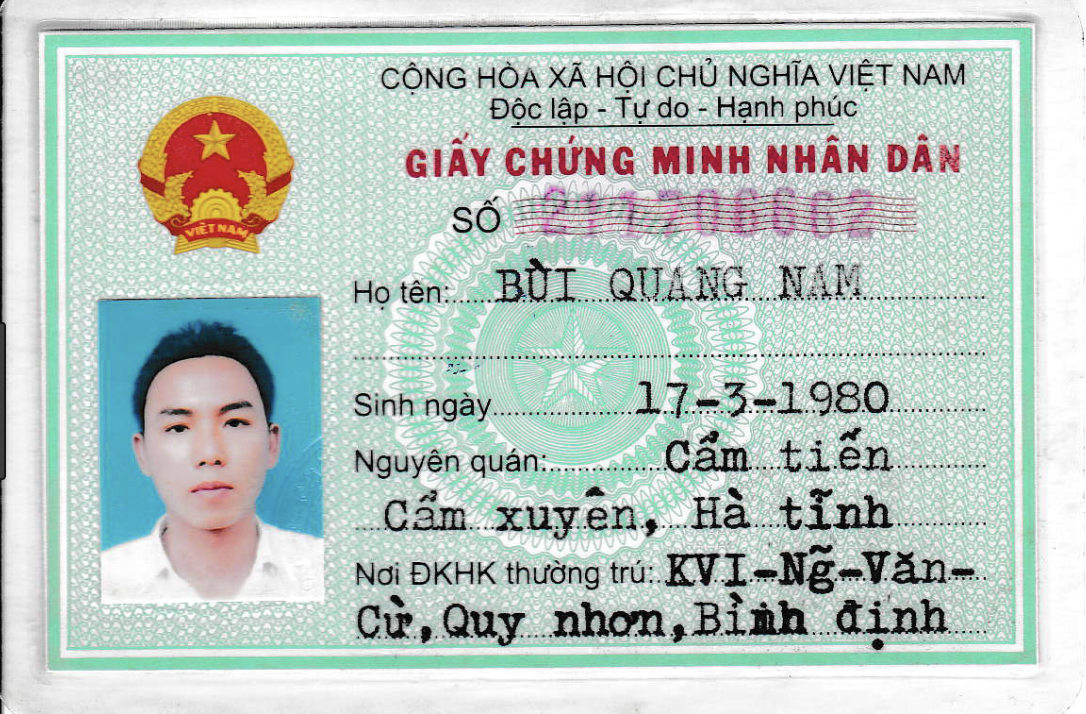 CỘNG HÒA XÃ HỘI CHỦ NGHĨA VIỆT NAM
Độc lập - Tự do - Hạnh phúc
GIẤY CHỨNG MINH NHÂN DÂN
SỐ 211706662
VIỆT NAM
Họ tên: BÙI QUANG NAM
Sinh ngày 17-3-1980
Nguyên quán: Cẩm tiến
Cẩm xuyên, Hà tĩnh
Nơi ĐKHK thường trú: KVI-Ng̃-Văn-
Cừ, Quy nhơn, Bình định